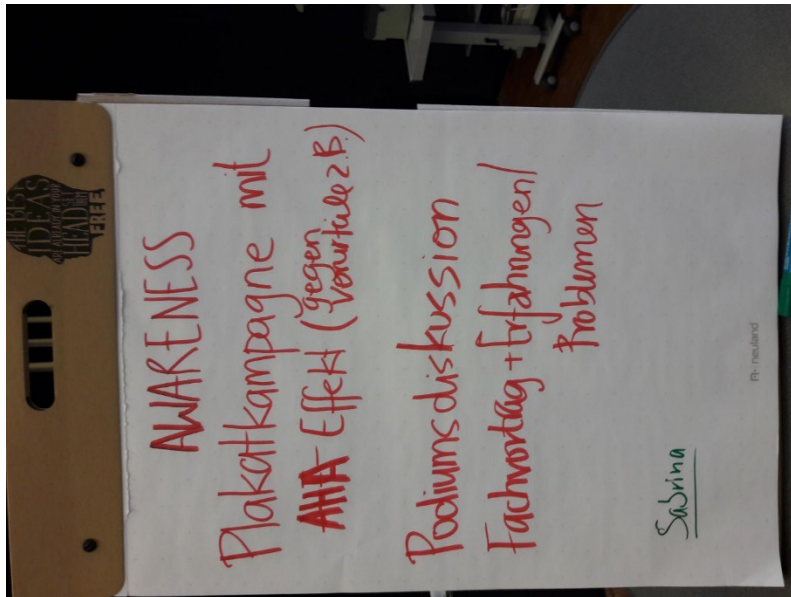 THE BEST
IDEAS
HEAD
FREE.
AWARENESS
Plakatkampagne mit
AHA-Effekt (gegen
Vorurteile z.B.)
Podiumsdiskussion
Fachvortrag + Erfahrungen/
Problemen
Sabrina
neuland